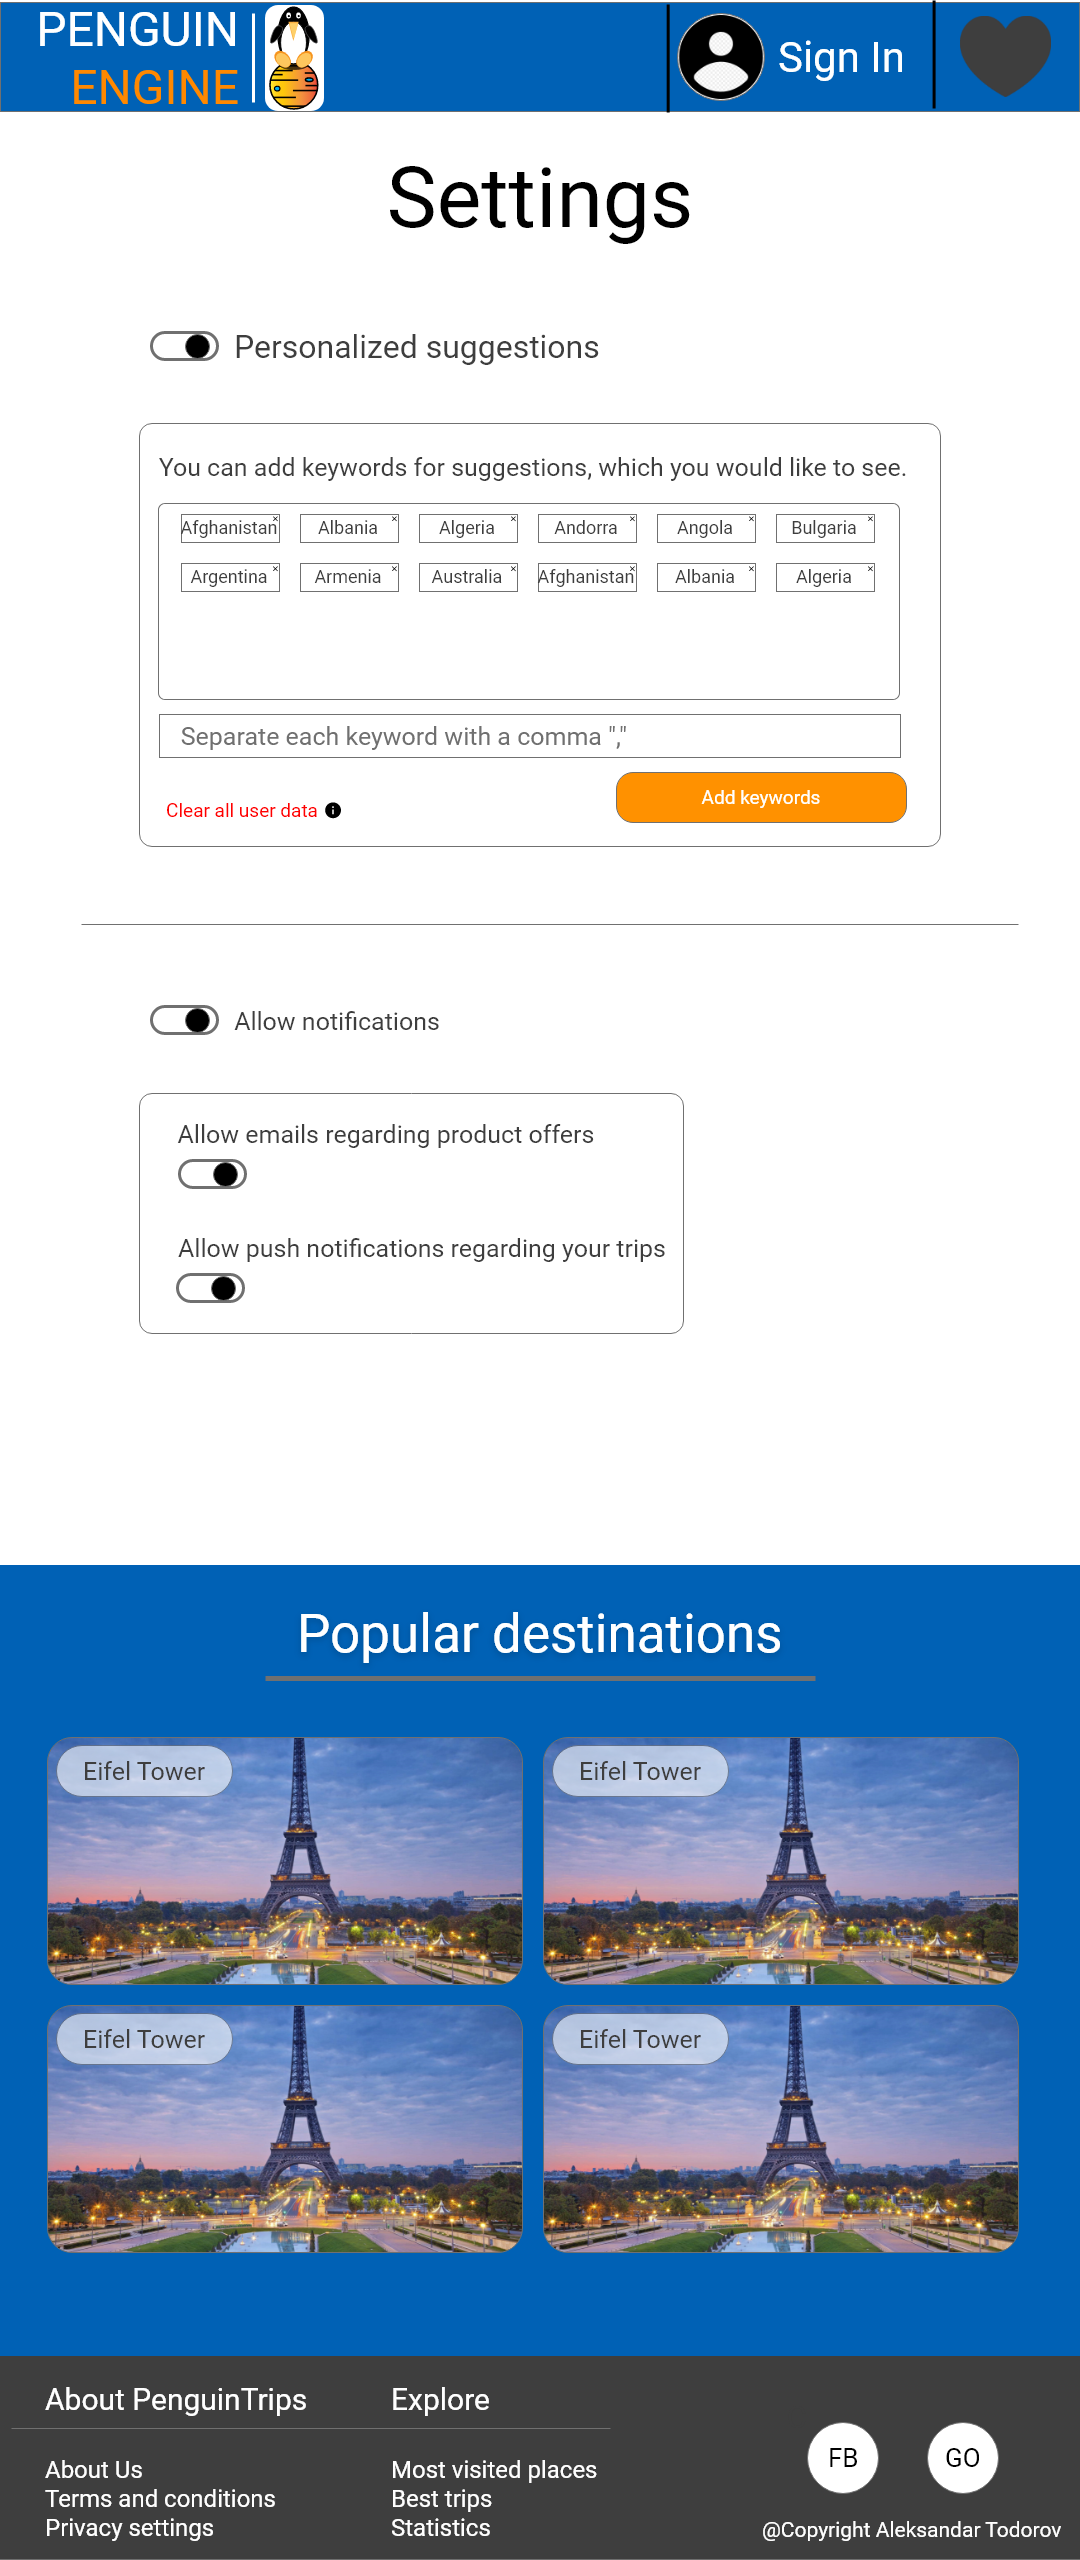 PENGUIN
ENGINE
Sign In
Settings
Personalized suggestions
You can add keywords for suggestions, which you would like to see.
Afghanistan × Albania × Algeria × Andorra × Angola × Bulgaria ×
Argentina × Armenia × Australia × Afghanistan × Albania × Algeria ×
Separate each keyword with a comma ","
Clear all user data
Add keywords
Allow notifications
Allow emails regarding product offers
Allow push notifications regarding your trips
Popular destinations
Eifel Tower
Eifel Tower
Eifel Tower
Eifel Tower
About PenguinTrips
About Us
Terms and conditions
Privacy settings
Explore
Most visited places
Best trips
Statistics
FB
GO
@Copyright Aleksandar Todorov